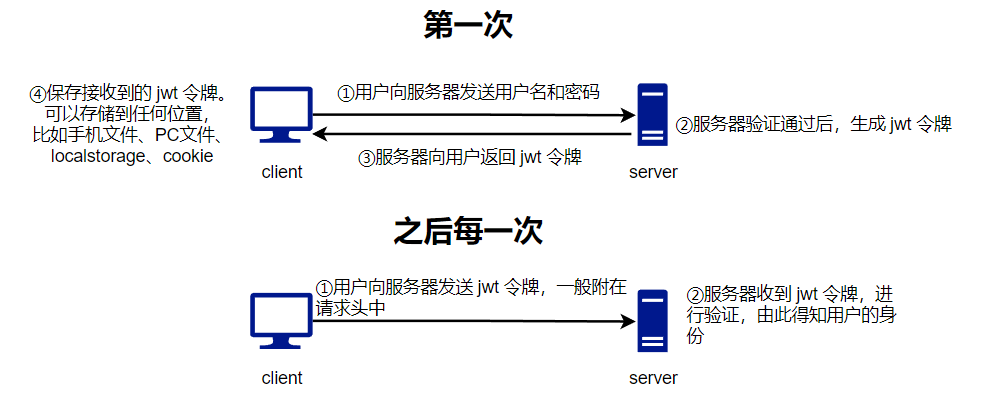 第一次
④保存接收到的 jwt 令牌。
可以存储到任何位置，
比如手机文件、PC文件、
localstorage、cookie
①用户向服务器发送用户名和密码
②服务器验证通过后，生成 jwt 令牌
③服务器向用户返回 jwt 令牌
client
server
之后每一次
①用户向服务器发送 jwt 令牌，一般附在
请求头中
②服务器收到 jwt 令牌，进
行验证，由此得知用户的身
份
client
server